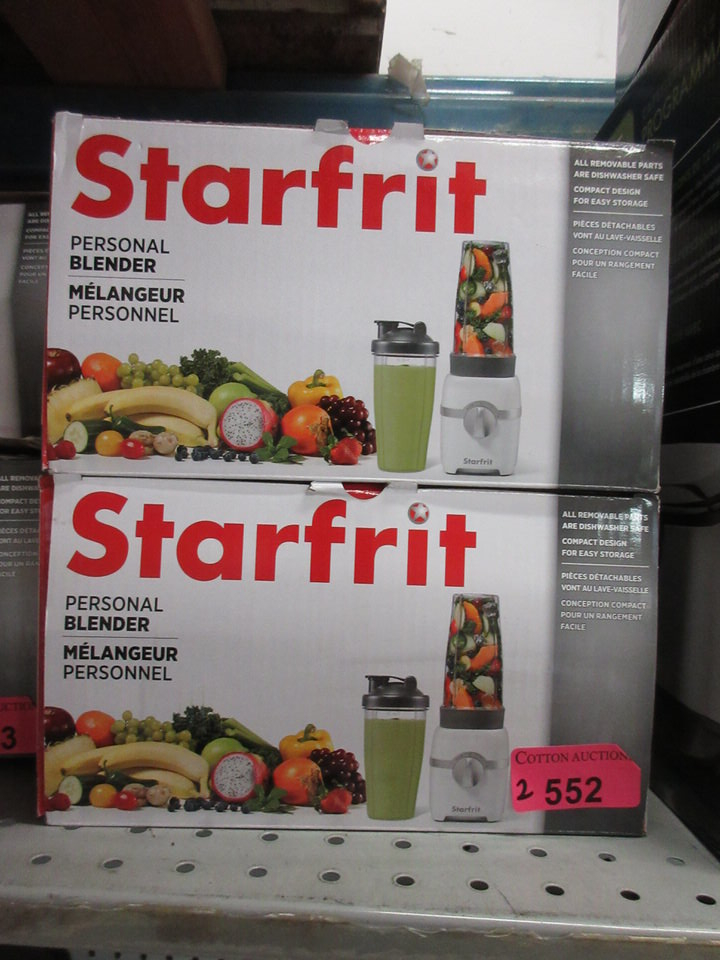 Starfrit
PERSONAL
BLENDER
MÉLANGEUR
PERSONNEL
ALL REMOVABLE PARTS
ARE DISHWASHER SAFE
COMPACT DESIGN
FOR EASY STORAGE
PIÈCES DÉTACHABLES
VONT AU LAVE-VAISSELLE
CONCEPTION COMPACT
POUR UN RANGEMENT
FACILE
Starfrit
Starfrit
PERSONAL
BLENDER
MÉLANGEUR
PERSONNEL
ALL REMOVABLE PARTS
ARE DISHWASHER SAFE
COMPACT DESIGN
FOR EASY STORAGE
PIÈCES DÉTACHABLES
VONT AU LAVE-VAISSELLE
CONCEPTION COMPACT
POUR UN RANGEMENT
FACILE
Starfrit
COTTON AUCTION
2 552
3